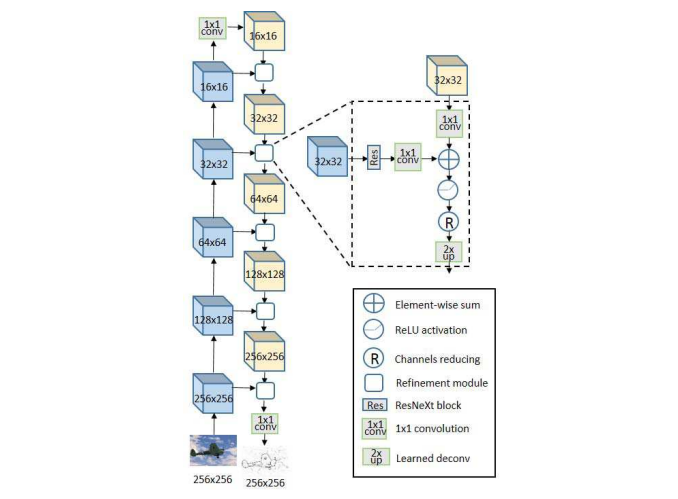 1x1
conv
16x16
16x16
32x32
32x32
64x64
64x64
128x128
128x128
256x256
256x256
1x1
conv
256x256
256x256
32x32
1x1
conv
32x32
Res
1x1
conv
R
2x
up
Element-wise sum
ReLU activation
R
Channels reducing
Refinement module
Res
ResNeXt block
1x1
conv
1x1 convolution
2x
up
Learned deconv